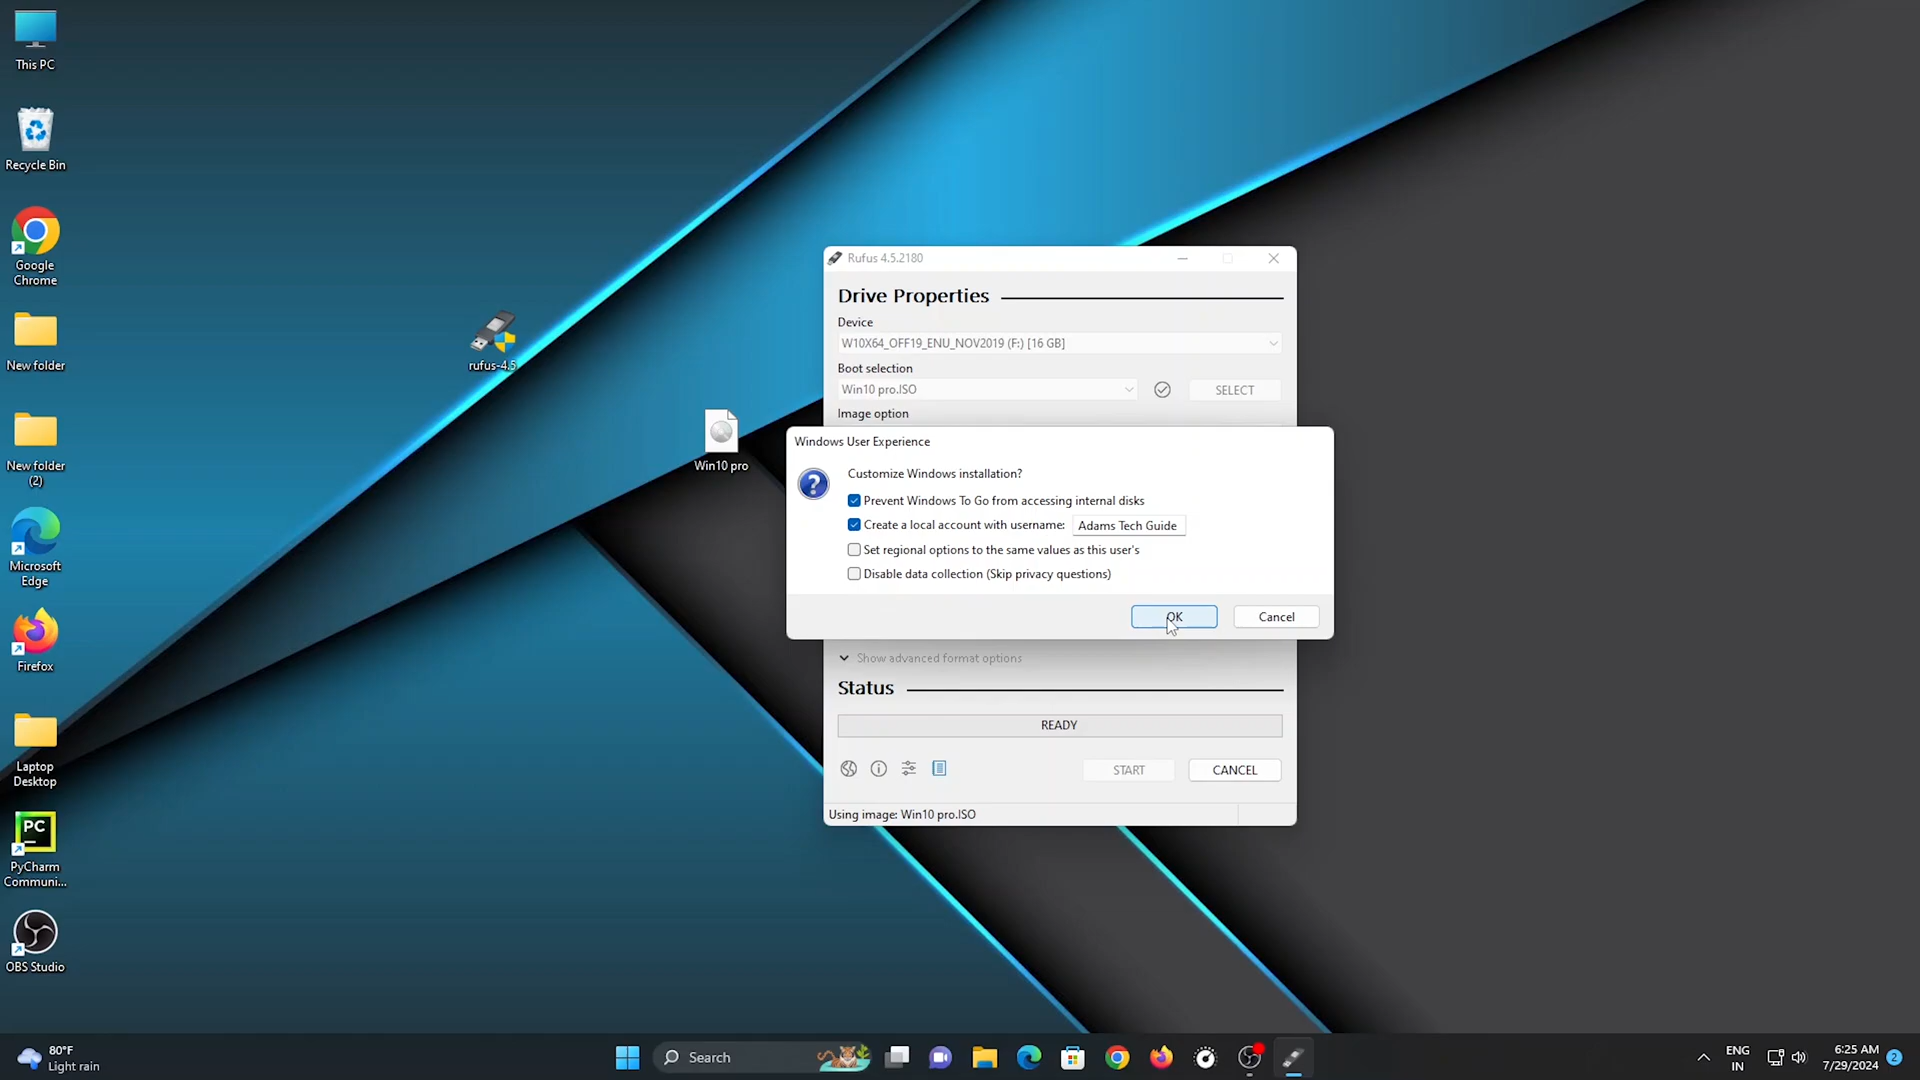 This PC
Recycle Bin
Google
Chrome
New folder
New folder
(2)
Microsoft
Edge
Firefox
Laptop
Desktop
PC
PyCharm
Communi...
OBS Studio
rufus-4.5
Win10 pro
Rufus 4.5.2180
Drive Properties
Device
W10X64_OFF19_ENU_NOV2019 (F:) [16 GB]
Boot selection
Win10 pro.ISO
SELECT
Image option
Windows User Experience
Customize Windows installation?
Prevent Windows To Go from accessing internal disks
Create a local account with username: Adams Tech Guide
Set regional options to the same values as this user's
Disable data collection (Skip privacy questions)
OK
Cancel
Show advanced format options
Status
READY
START
CANCEL
Using image: Win10 pro.ISO
80°F
Light rain
Search
ENG
IN
6:25 AM
7/29/2024
2